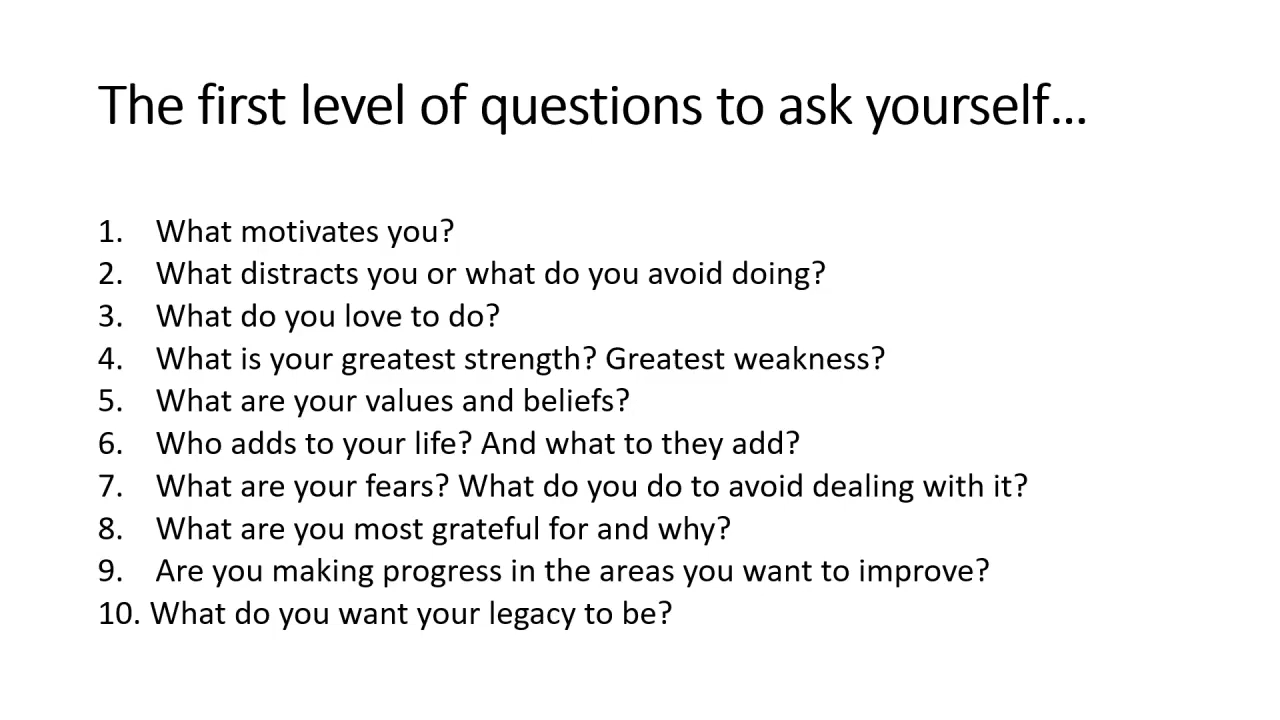 The first level of questions to ask yourself...
1. What motivates you?
2. What distracts you or what do you avoid doing?
3. What do you love to do?
4. What is your greatest strength? Greatest weakness?
5. What are your values and beliefs?
6. Who adds to your life? And what to they add?
7. What are your fears? What do you do to avoid dealing with it?
8. What are you most grateful for and why?
9. Are you making progress in the areas you want to improve?
10. What do you want your legacy to be?